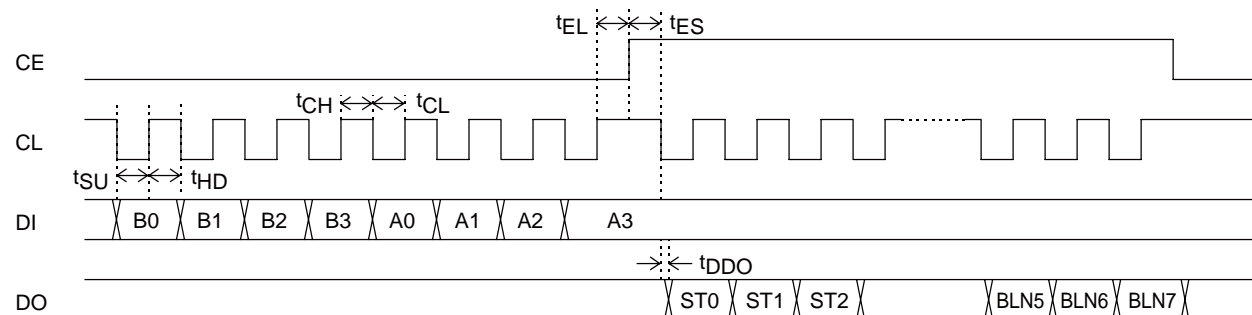 tEL tES
CE
tCH tCL
CL
tSU tHD
DI B0 B1 B2 B3 A0 A1 A2 A3
tDDO
DO ST0 ST1 ST2 BLN5 BLN6 BLN7